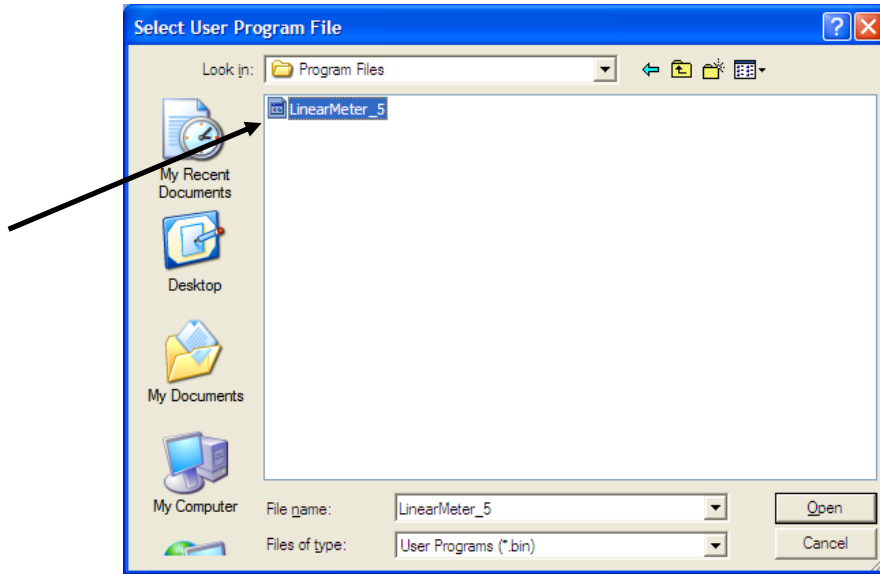 Select User Program File
Look in: Program Files
LinearMeter_5
My Recent
Documents
Desktop
My Documents
My Computer
File name: LinearMeter_5 Open
Files of type: User Programs (*.bin) Cancel